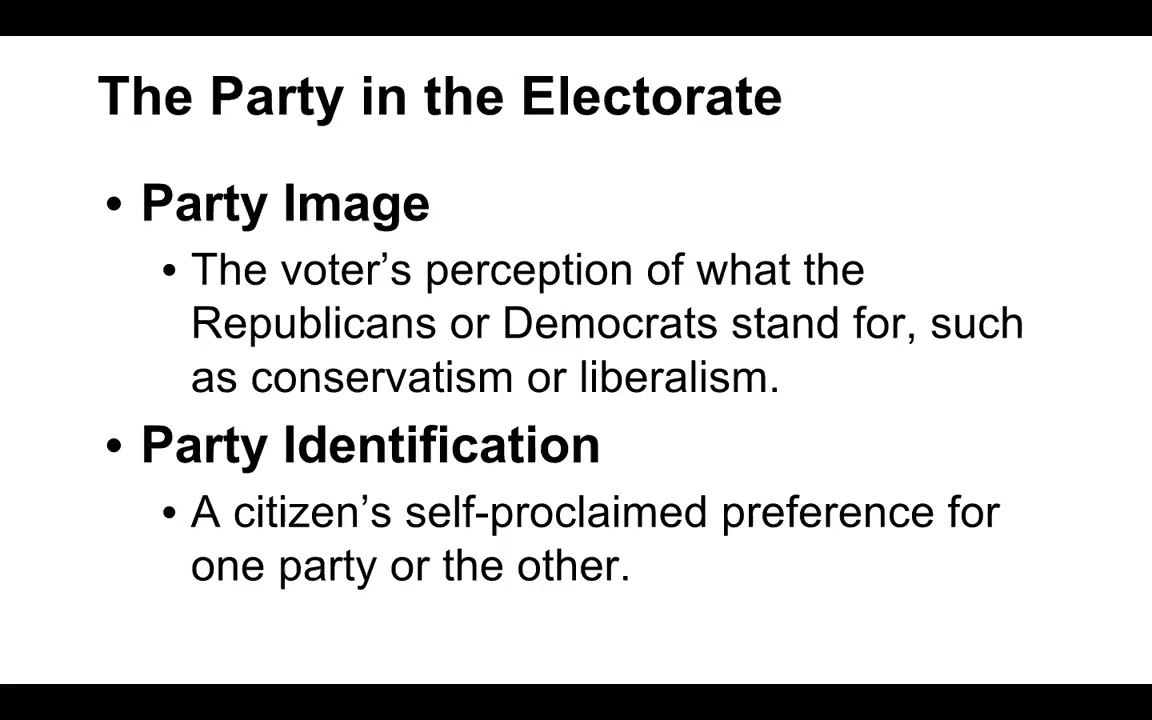 The Party in the Electorate
• Party Image
• The voter’s perception of what the
Republicans or Democrats stand for, such
as conservatism or liberalism.
• Party Identification
• A citizen’s self-proclaimed preference for
one party or the other.